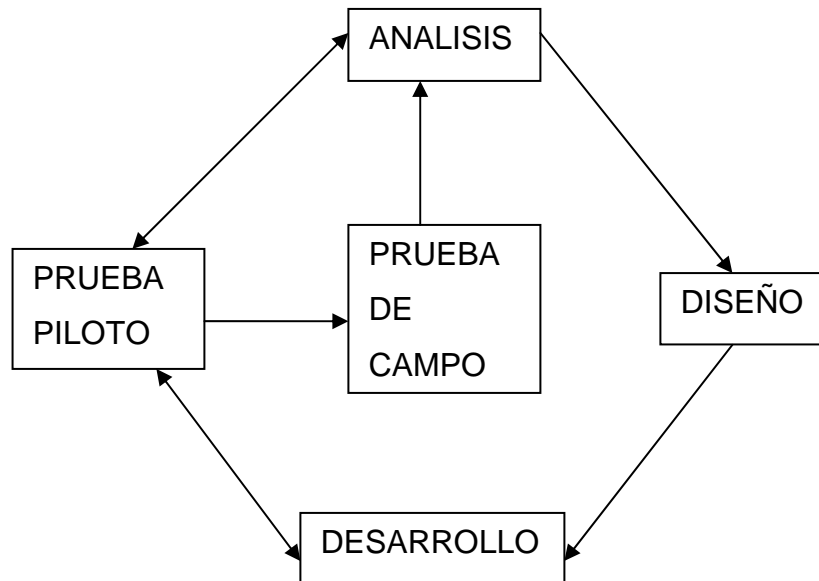 ANALISIS
PRUEBA
PILOTO
PRUEBA
DE
CAMPO
DISEÑO
DESARROLLO